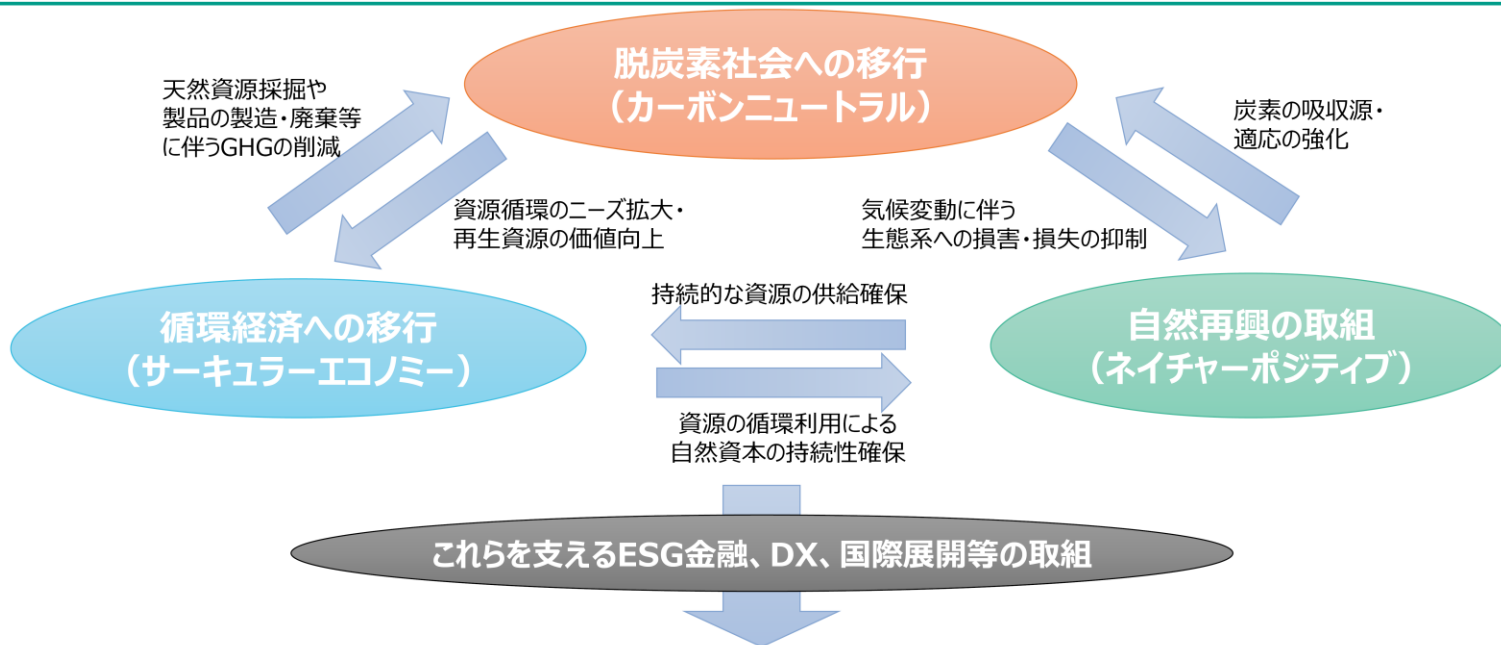 脱炭素社会への移行
（カーボンニュートラル）
天然資源採掘や
製品の製造・廃棄等
に伴うGHGの削減
炭素の吸収源・
適応の強化
資源循環のニーズ拡大・
再生資源の価値向上
気候変動に伴う
生態系への損害・損失の抑制
持続的な資源の供給確保
循環経済への移行
（サーキュラーエコノミー）
自然再興の取組
（ネイチャーポジティブ）
資源の循環利用による
自然資本の持続性確保
これらを支えるESG金融、DX、国際展開等の取組